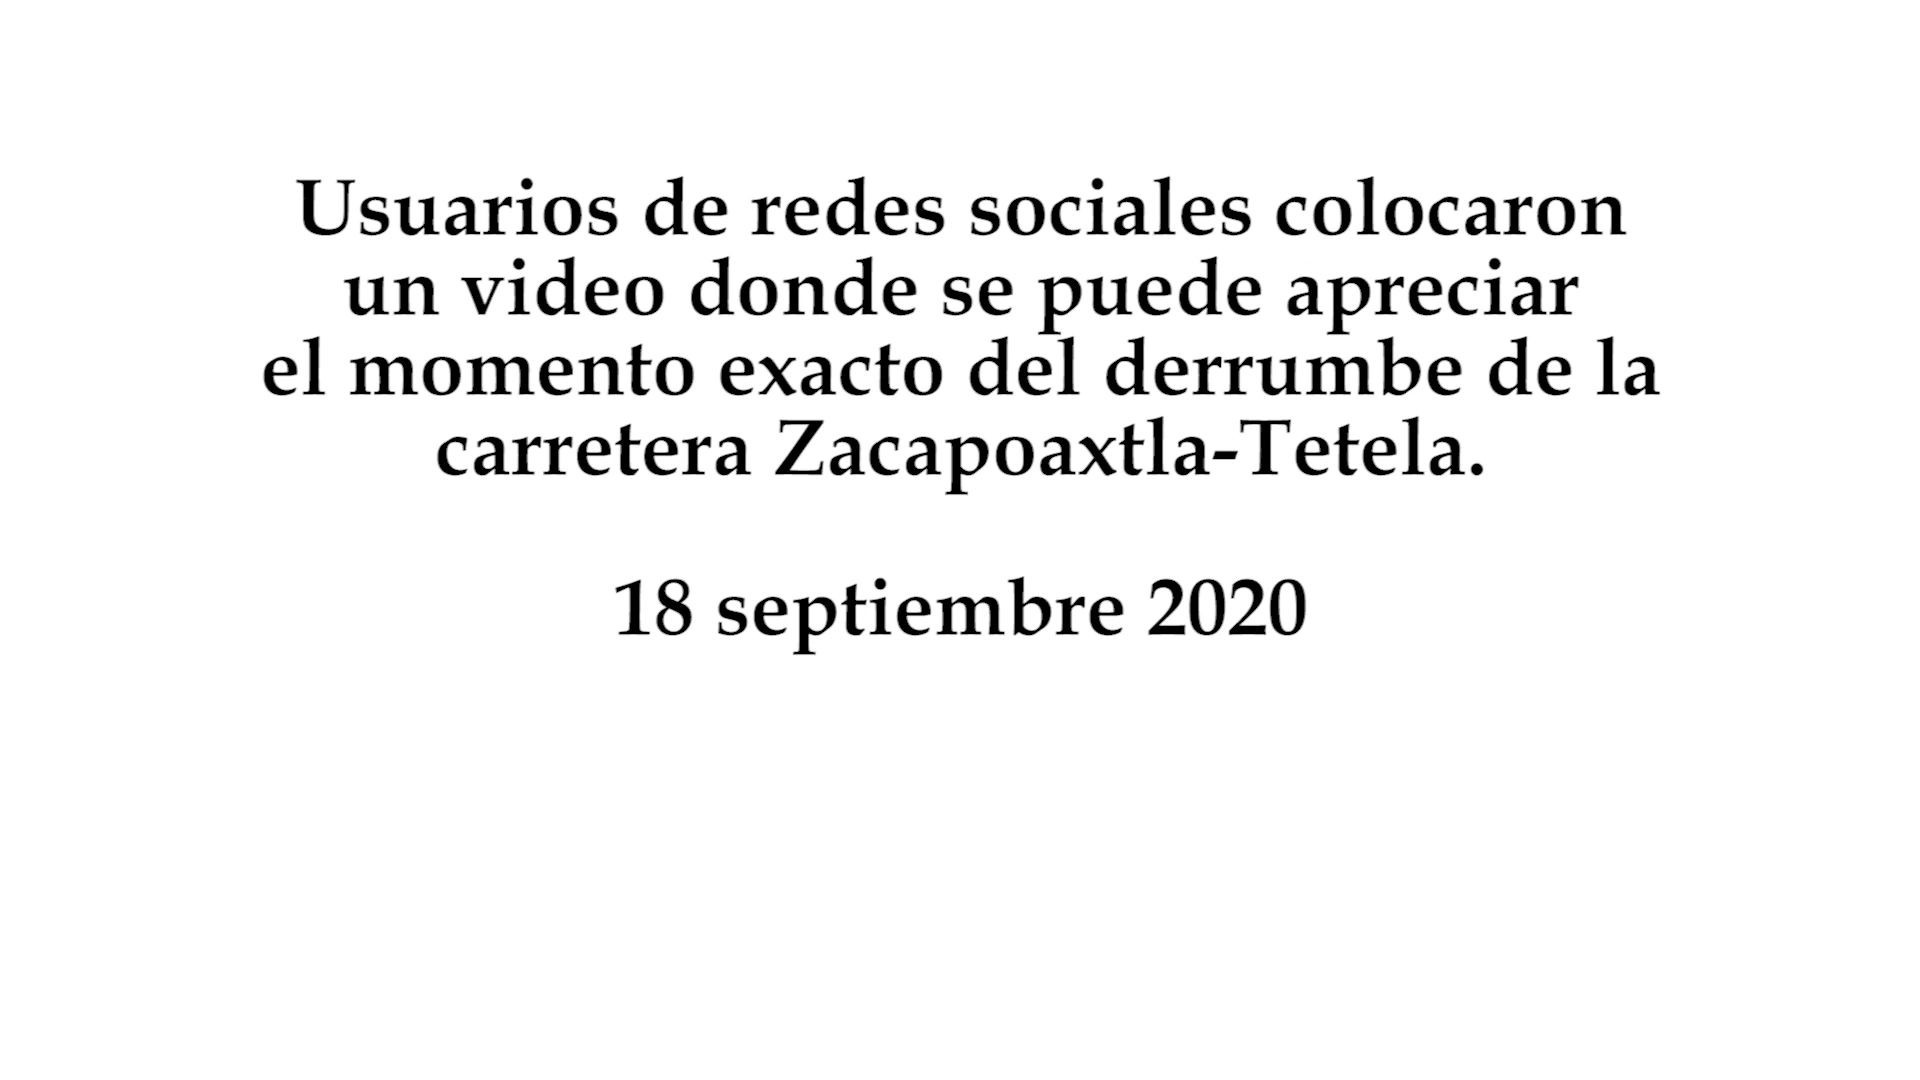 Usuarios de redes sociales colocaron
un video donde se puede apreciar
el momento exacto del derrumbe de la
carretera Zacapoaxtla-Tetela.
18 septiembre 2020